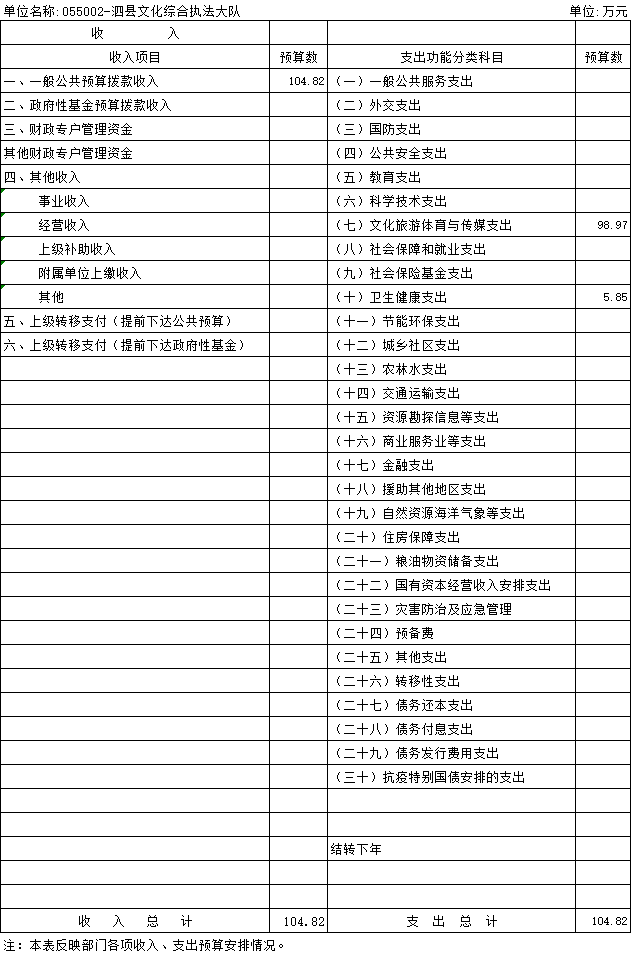 单位名称:055002-泗县文化综合执法大队 单位:万元
收 入
收入项目 预算数 支出功能分类科目 预算数
一、一般公共预算拨款收入 104.82 （一）一般公共服务支出
二、政府性基金预算拨款收入 （二）外交支出
三、财政专户管理资金 （三）国防支出
其他财政专户管理资金 （四）公共安全支出
四、其他收入 （五）教育支出
事业收入 （六）科学技术支出
经营收入 （七）文化旅游体育与传媒支出 98.97
上级补助收入 （八）社会保障和就业支出
附属单位上缴收入 （九）社会保险基金支出
其他 （十）卫生健康支出 5.85
五、上级转移支付（提前下达公共预算） （十一）节能环保支出
六、上级转移支付（提前下达政府性基金） （十二）城乡社区支出
（十三）农林水支出
（十四）交通运输支出
（十五）资源勘探信息等支出
（十六）商业服务业等支出
（十七）金融支出
（十八）援助其他地区支出
（十九）自然资源海洋气象等支出
（二十）住房保障支出
（二十一）粮油物资储备支出
（二十二）国有资本经营收入安排支出
（二十三）灾害防治及应急管理
（二十四）预备费
（二十五）其他支出
（二十六）转移性支出
（二十七）债务还本支出
（二十八）债务付息支出
（二十九）债务发行费用支出
（三十）抗疫特别国债安排的支出
结转下年
收 入 总 计 104.82 支 出 总 计 104.82
注：本表反映部门各项收入、支出预算安排情况。